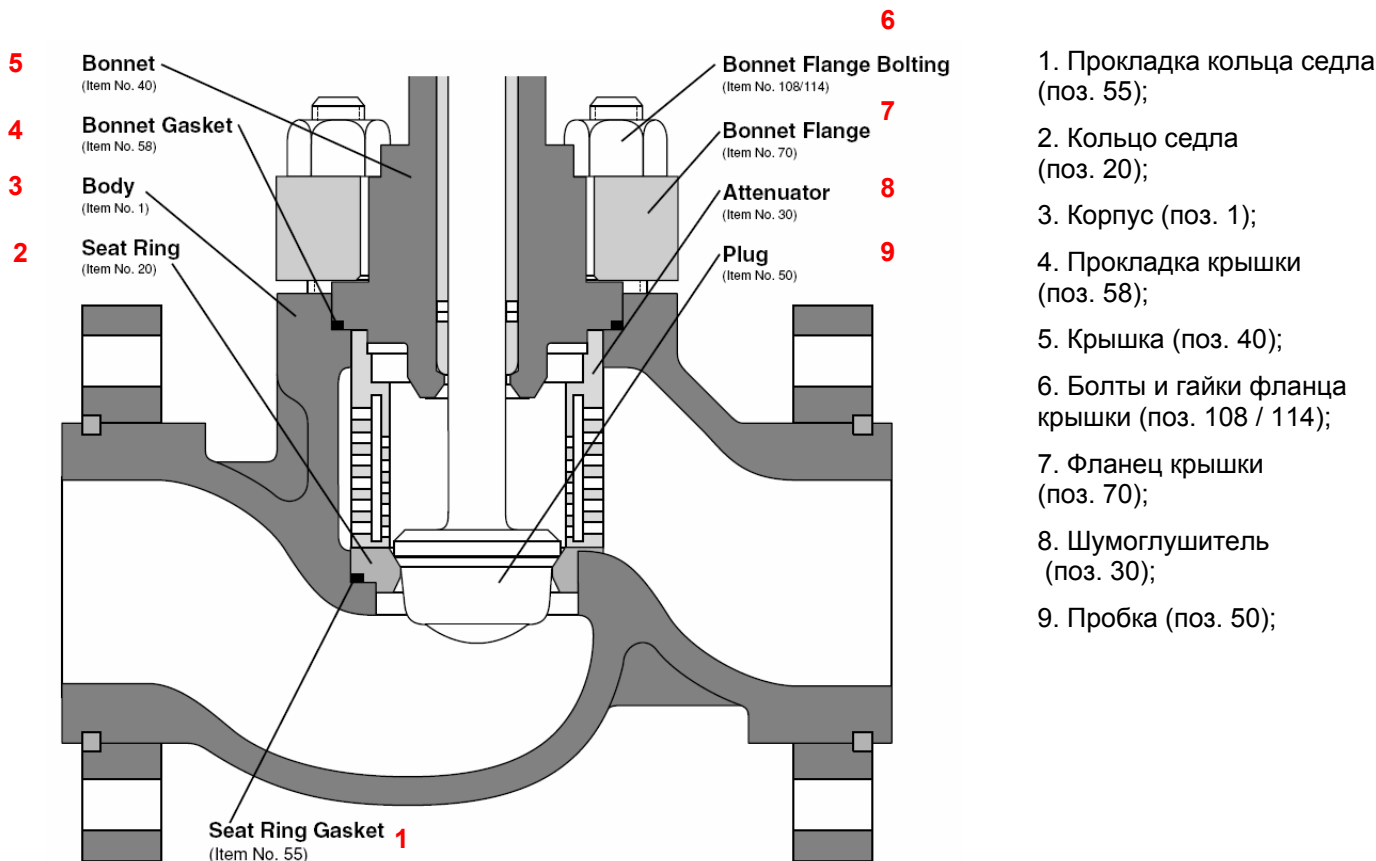 6
5
Bonnet
(Item No. 40)
4
Bonnet Gasket
(Item No. 58)
3
Body
(Item No. 1)
2
Seat Ring
(Item No. 20)
Bonnet Flange Bolting
(Item No. 108/114)
7
Bonnet Flange
(Item No. 70)
Attenuator
(Item No. 30)
8
Plug
(Item No. 50)
9
Seat Ring Gasket
(Item No. 55)
1
1. Прокладка кольца седла
(поз. 55);
2. Кольцо седла
(поз. 20);
3. Корпус (поз. 1);
4. Прокладка крышки
(поз. 58);
5. Крышка (поз. 40);
6. Болты и гайки фланца
крышки (поз. 108 / 114);
7. Фланец крышки
(поз. 70);
8. Шумоглушитель
(поз. 30);
9. Пробка (поз. 50);